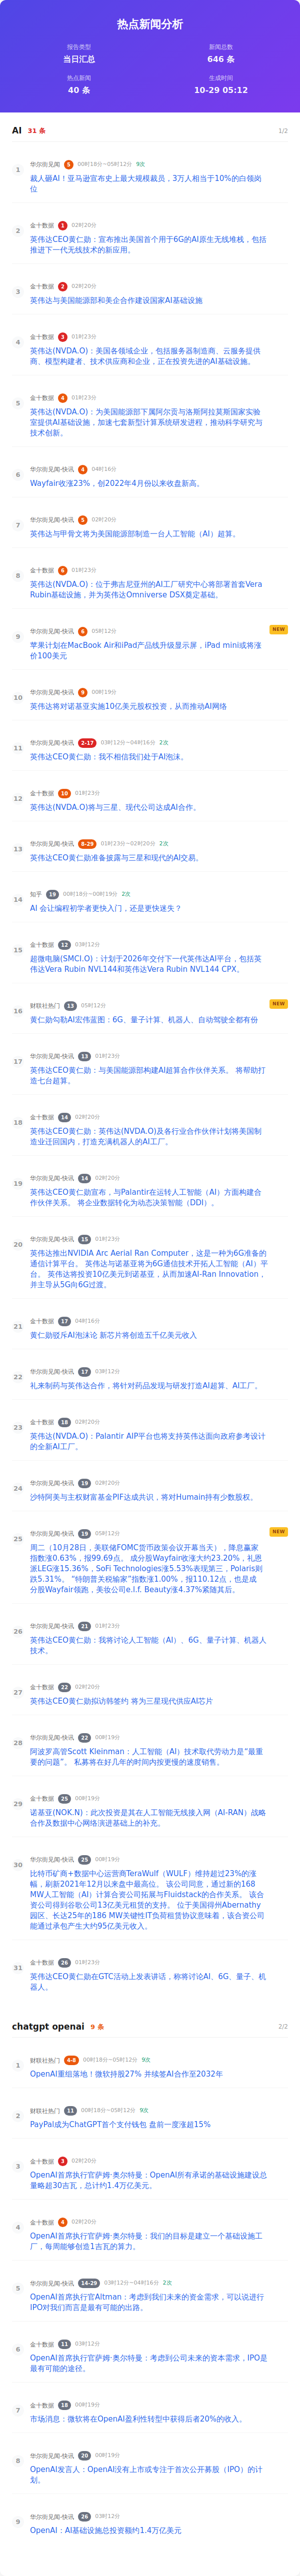 热点新闻分析
报告类型
当日汇总
新闻总数
646 条
热点新闻
40 条
生成时间
10-29 05:12
AI 31 条 1/2
1
华尔街见闻 5 00时18分~05时12分 9次
裁人砸AI！亚马逊宣布史上最大规模裁员，3万人相当于10%的白领岗
位
2
金十数据 1 02时20分
英伟达CEO黄仁勋：宣布推出美国首个用于6G的AI原生无线堆栈，包括
推进下一代无线技术的新应用。
3
金十数据 2 02时20分
英伟达与美国能源部和美企合作建设国家AI基础设施
4
金十数据 3 01时23分
英伟达(NVDA.O)：美国各领域企业，包括服务器制造商、云服务提供
商、模型构建者、技术供应商和企业，正在投资先进的AI基础设施。
5
金十数据 4 01时23分
英伟达(NVDA.O)：为美国能源部下属阿尔贡与洛斯阿拉莫斯国家实验
室提供AI基础设施，加速七套新型计算系统研发进程，推动科学研究与
技术创新。
6
华尔街见闻-快讯 4 04时16分
Wayfair收涨23%，创2022年4月份以来收盘新高。
7
华尔街见闻-快讯 5 02时20分
英伟达与甲骨文将为美国能源部制造一台人工智能（AI）超算。
8
金十数据 6 01时23分
英伟达(NVDA.O)：位于弗吉尼亚州的AI工厂研究中心将部署首套Vera
Rubin基础设施，并为英伟达Omniverse DSX奠定基础。
9
华尔街见闻-快讯 6 05时12分 NEW
苹果计划在MacBook Air和iPad产品线升级显示屏，iPad mini或将涨
价100美元
10
华尔街见闻-快讯 9 00时19分
英伟达将对诺基亚实施10亿美元股权投资，从而推动AI网络
11
华尔街见闻-快讯 2-17 03时12分~04时16分 2次
英伟达CEO黄仁勋：我不相信我们处于AI泡沫。
12
金十数据 10 01时23分
英伟达(NVDA.O)将与三星、现代公司达成AI合作。
13
华尔街见闻-快讯 8-29 01时23分~02时20分 2次
英伟达CEO黄仁勋准备披露与三星和现代的AI交易。
14
知乎 19 00时18分~00时19分 2次
AI 会让编程初学者更快入门，还是更快迷失？
15
金十数据 12 03时12分
超微电脑(SMCI.O)：计划于2026年交付下一代英伟达AI平台，包括英
伟达Vera Rubin NVL144和英伟达Vera Rubin NVL144 CPX。
16
财联社热门 13 05时12分 NEW
黄仁勋勾勒AI宏伟蓝图：6G、量子计算、机器人、自动驾驶全都有份
17
华尔街见闻-快讯 13 01时23分
英伟达CEO黄仁勋：与美国能源部构建AI超算合作伙伴关系。 将帮助打
造七台超算。
18
金十数据 14 02时20分
英伟达CEO黄仁勋：英伟达(NVDA.O)及各行业合作伙伴计划将美国制
造业迁回国内，打造充满机器人的AI工厂。
19
华尔街见闻-快讯 14 02时20分
英伟达CEO黄仁勋宣布，与Palantir在运转人工智能（AI）方面构建合
作伙伴关系。 将企业数据转化为动态决策智能（DDI）。
20
华尔街见闻-快讯 15 01时23分
英伟达推出NVIDIA Arc Aerial Ran Computer，这是一种为6G准备的
通信计算平台。 英伟达与诺基亚将为6G通信技术开拓人工智能（AI）平
台。 英伟达将投资10亿美元到诺基亚，从而加速AI-Ran Innovation，
并主导从5G向6G过渡。
21
金十数据 17 04时16分
黄仁勋驳斥AI泡沫论 新芯片将创造五千亿美元收入
22
华尔街见闻-快讯 17 03时12分
礼来制药与英伟达合作，将针对药品发现与研发打造AI超算、AI工厂。
23
金十数据 18 02时20分
英伟达(NVDA.O)：Palantir AIP平台也将支持英伟达面向政府参考设计
的全新AI工厂。
24
华尔街见闻-快讯 19 02时20分
沙特阿美与主权财富基金PIF达成共识，将对Humain持有少数股权。
25
华尔街见闻-快讯 19 05时12分 NEW
周二（10月28日，美联储FOMC货币政策会议开幕当天），降息赢家
指数涨0.63%，报99.69点。 成分股Wayfair收涨大约23.20%，礼恩
派LEG涨15.36%，SoFi Technologies涨5.53%表现第三，Polaris则
跌5.31%。 “特朗普关税输家”指数涨1.00%，报110.12点，也是成
分股Wayfair领跑，美妆公司e.l.f. Beauty涨4.37%紧随其后。
26
华尔街见闻-快讯 21 01时23分
英伟达CEO黄仁勋：我将讨论人工智能（AI）、6G、量子计算、机器人
技术。
27
金十数据 22 02时20分
英伟达CEO黄仁勋拟访韩签约 将为三星现代供应AI芯片
28
华尔街见闻-快讯 22 00时19分
阿波罗高管Scott Kleinman：人工智能（AI）技术取代劳动力是“最重
要的问题”。 私募将在好几年的时间内按更慢的速度销售。
29
金十数据 25 00时19分
诺基亚(NOK.N)：此次投资是其在人工智能无线接入网（AI-RAN）战略
合作及数据中心网络演进基础上的补充。
30
华尔街见闻-快讯 25 00时19分
比特币矿商+数据中心运营商TeraWulf（WULF）维持超过23%的涨
幅，刷新2021年12月以来盘中最高位。 该公司同意，通过新的168
MW人工智能（AI）计算合资公司拓展与Fluidstack的合作关系。 该合
资公司得到谷歌公司13亿美元租赁的支持。 位于美国得州Abernathy
园区、长达25年的186 MW关键性IT负荷租赁协议意味着，该合资公司
能通过承包产生大约95亿美元收入。
31
金十数据 26 01时23分
英伟达CEO黄仁勋在GTC活动上发表讲话，称将讨论AI、6G、量子、机
器人。
chatgpt openai 9 条 2/2
1
财联社热门 4-8 00时18分~05时12分 9次
OpenAI重组落地！微软持股27% 并续签AI合作至2032年
2
财联社热门 11 00时18分~05时12分 9次
PayPal成为ChatGPT首个支付钱包 盘前一度涨超15%
3
金十数据 3 02时20分
OpenAI首席执行官萨姆·奥尔特曼：OpenAI所有承诺的基础设施建设总
量略超30吉瓦，总计约1.4万亿美元。
4
金十数据 4 02时20分
OpenAI首席执行官萨姆·奥尔特曼：我们的目标是建立一个基础设施工
厂，每周能够创造1吉瓦的算力。
5
华尔街见闻-快讯 14-29 03时12分~04时16分 2次
OpenAI首席执行官Altman：考虑到我们未来的资金需求，可以说进行
IPO对我们而言是最有可能的出路。
6
金十数据 11 03时12分
OpenAI首席执行官萨姆·奥尔特曼：考虑到公司未来的资本需求，IPO是
最有可能的途径。
7
金十数据 18 00时19分
市场消息：微软将在OpenAI盈利性转型中获得后者20%的收入。
8
华尔街见闻-快讯 20 00时19分
OpenAI发言人：OpenAI没有上市或专注于首次公开募股（IPO）的计
划。
9
华尔街见闻-快讯 26 03时12分
OpenAI：AI基础设施总投资额约1.4万亿美元